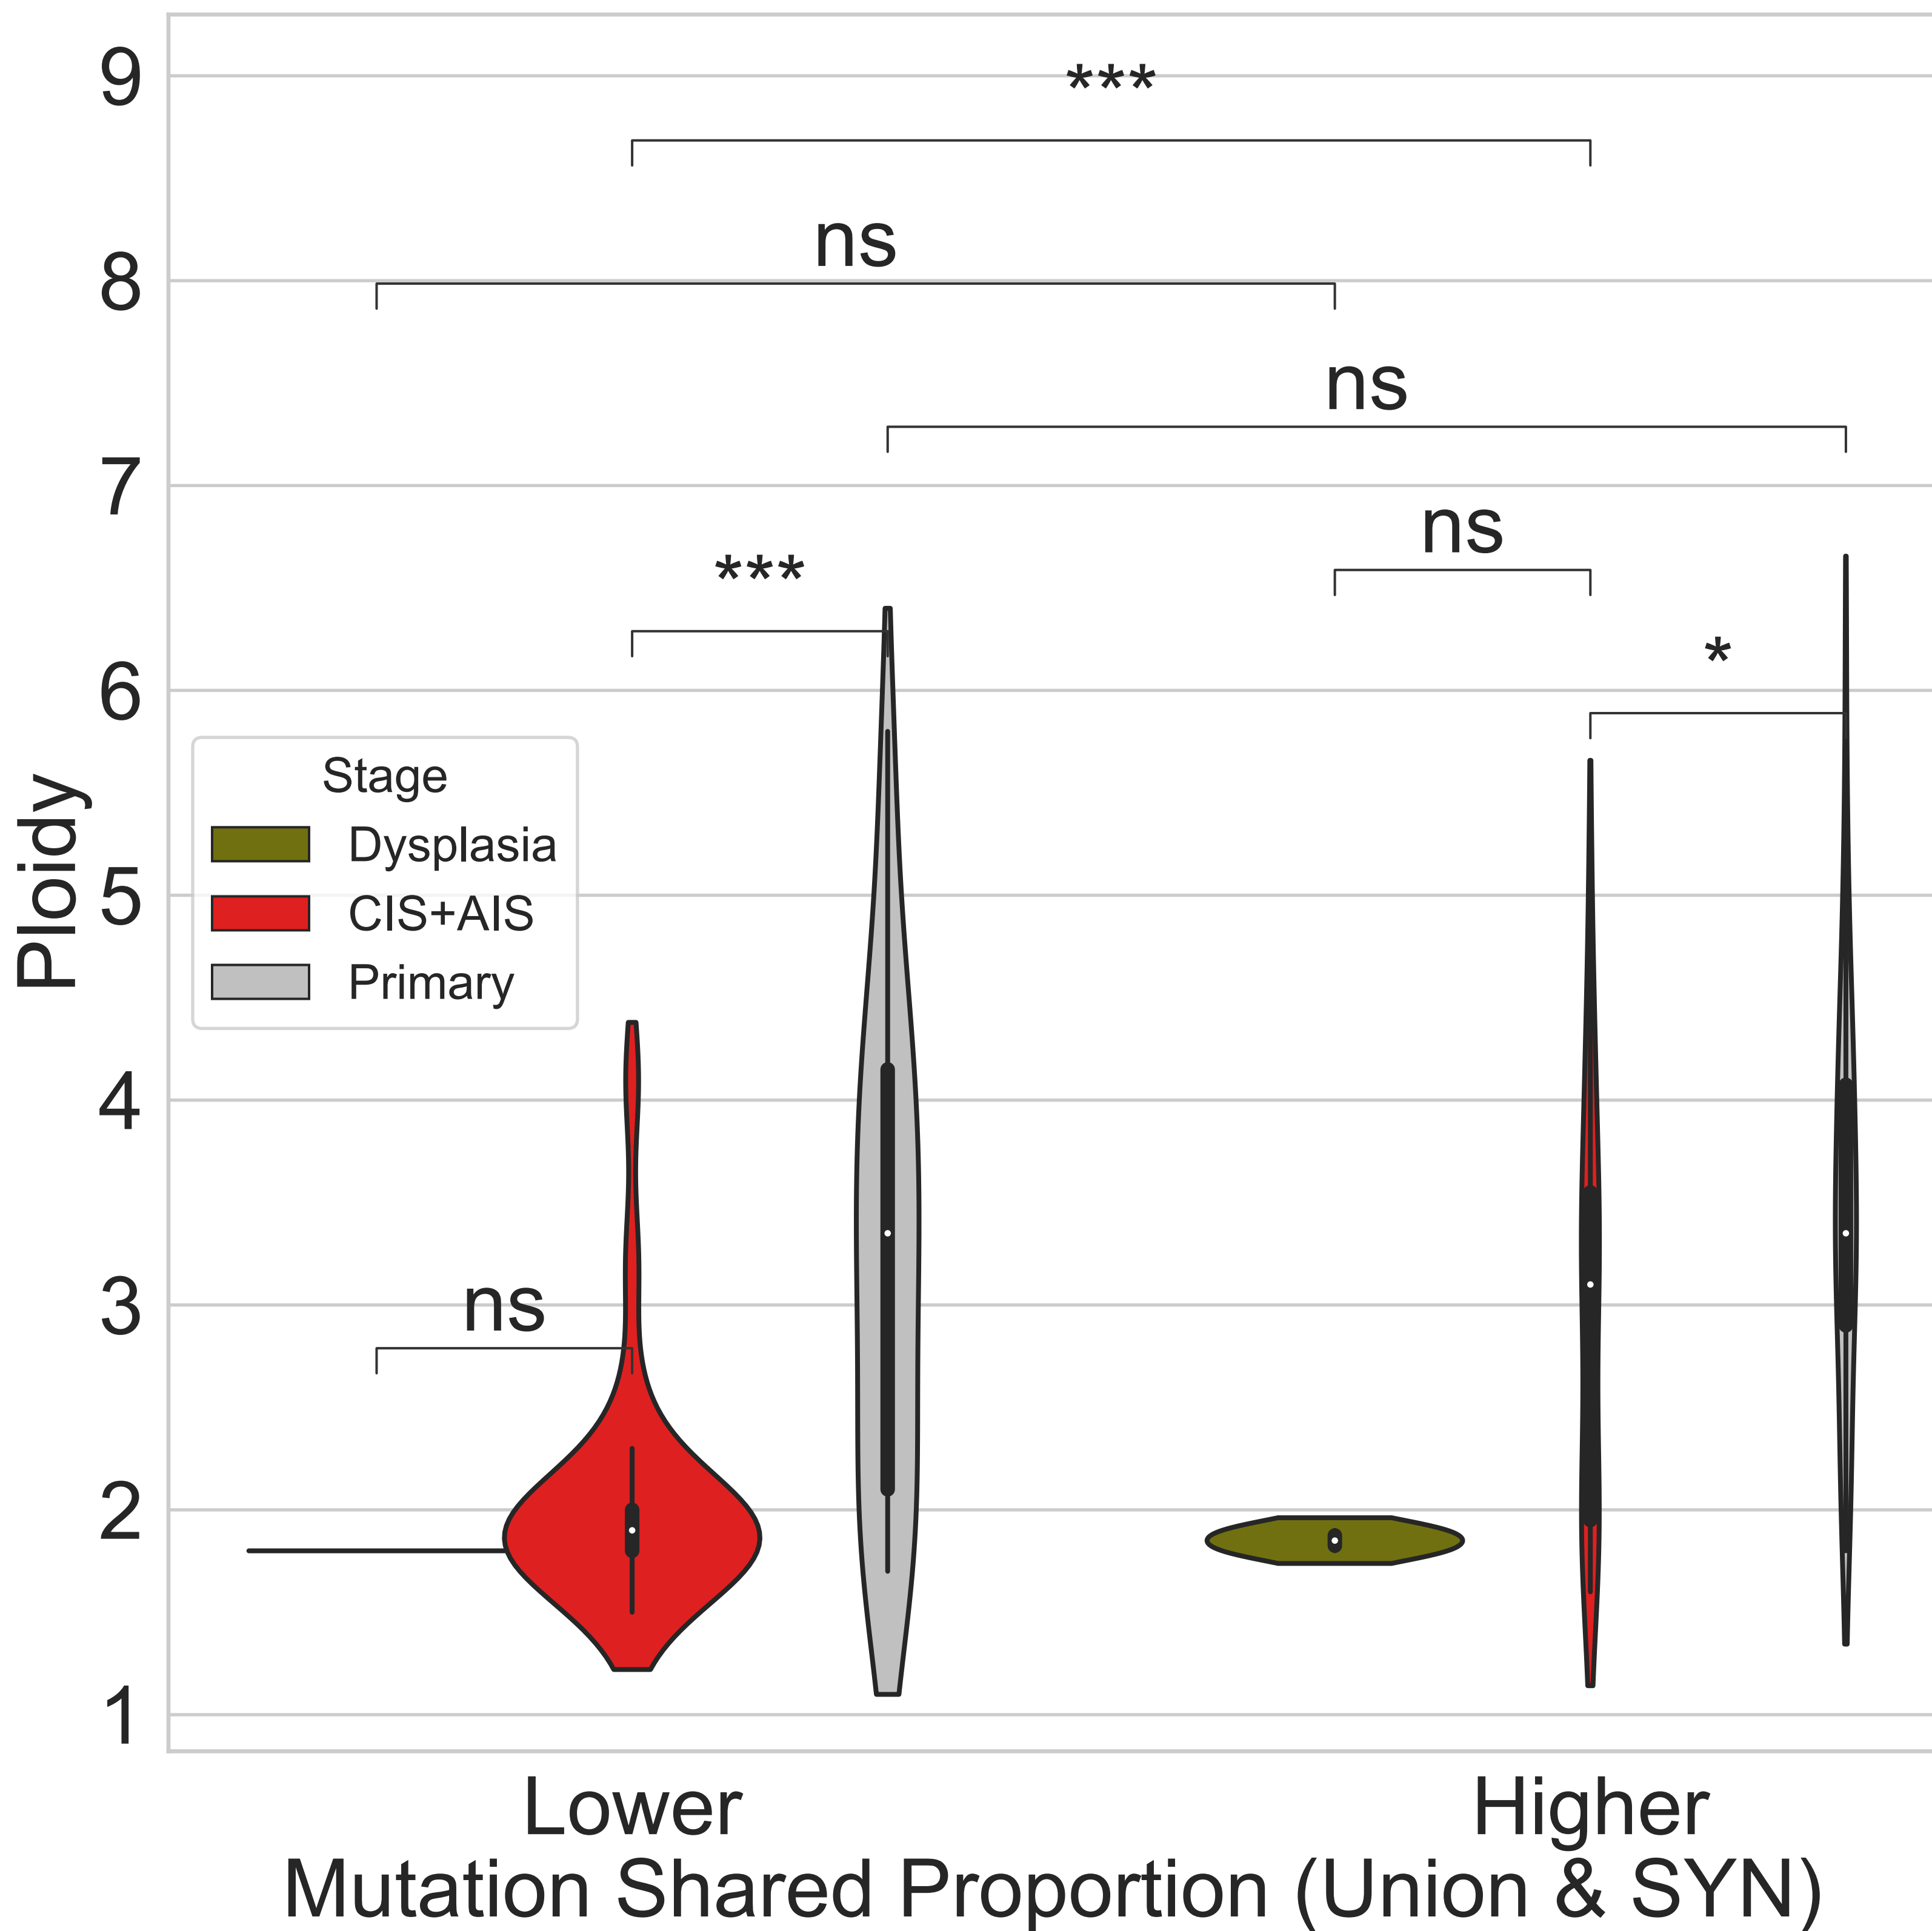 9
***
8
ns
ns
7
ns
***
*
6
Stage
Dysplasia
5
CIS+AIS
Primary
Ploidy
4
3
ns
2
1
Lower
Higher
Mutation Shared Proportion (Union & SYN)